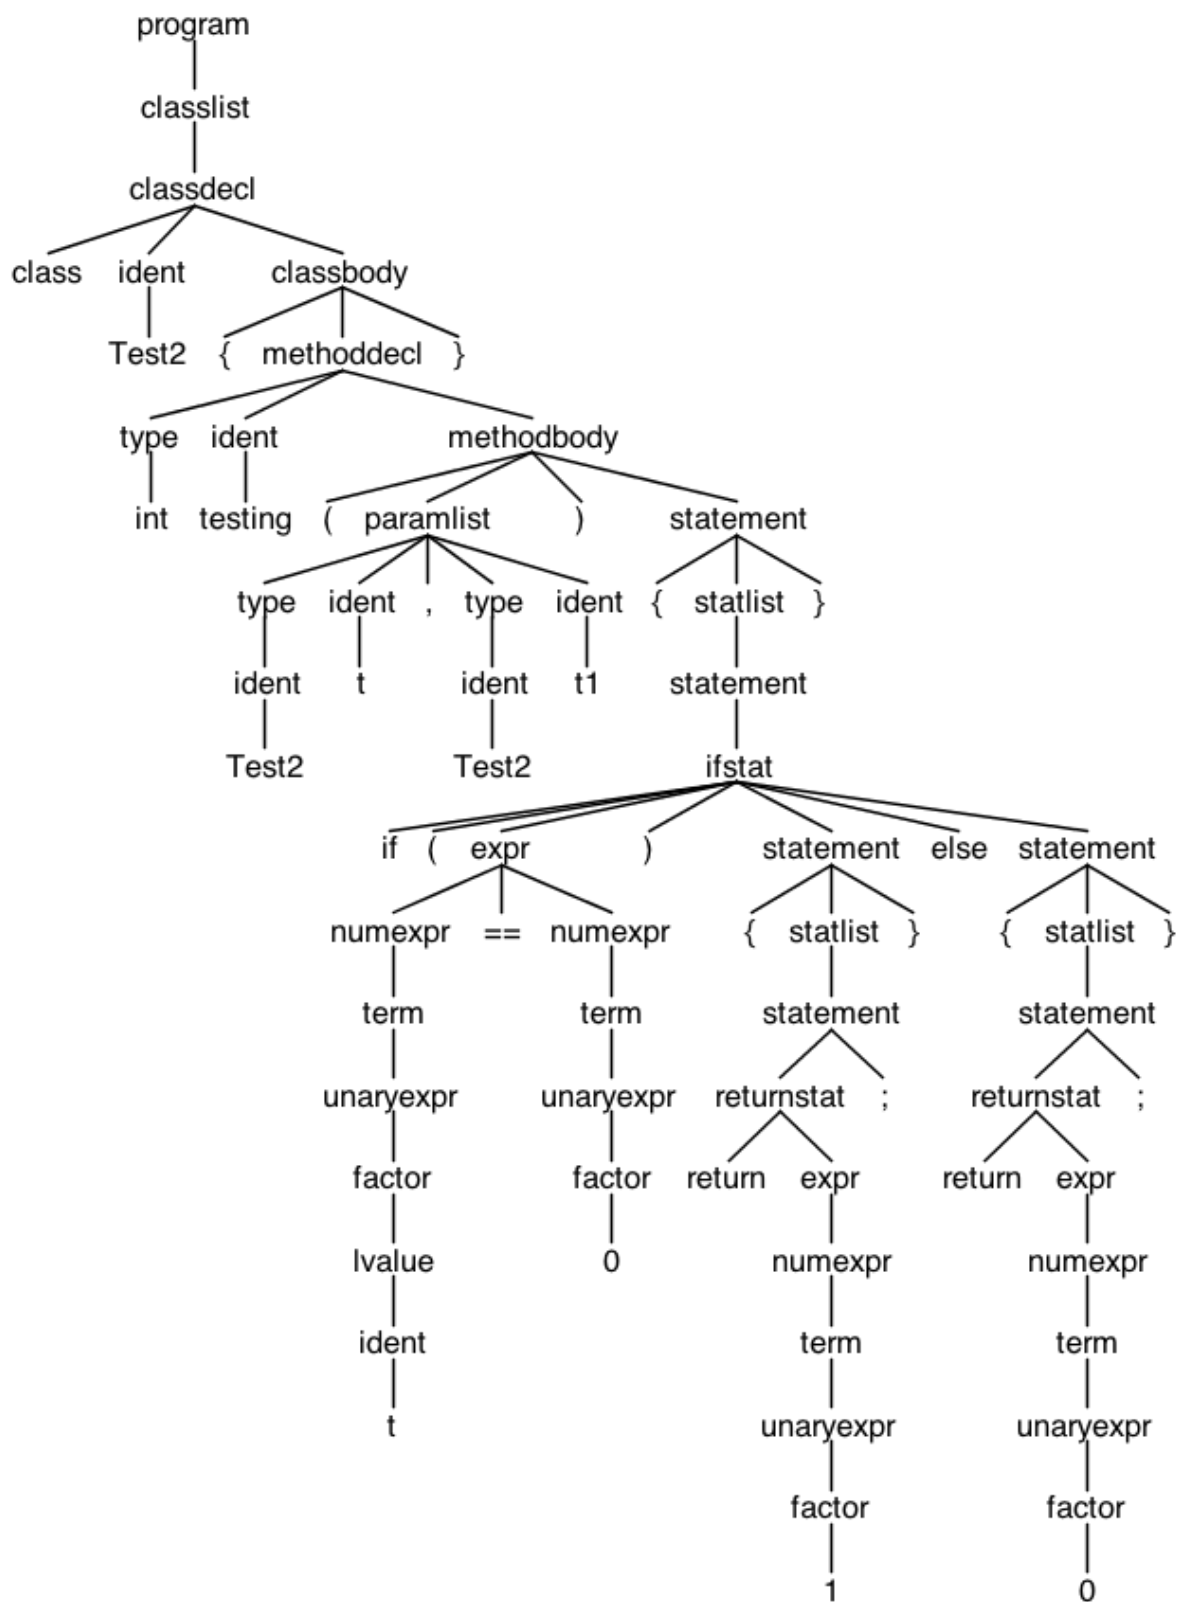 program
classlist
classdecl
class ident classbody
Test2 { methoddecl }
type ident methodbody
int testing ( paramlist ) statement
type ident , type ident { statlist }
ident t ident t1 statement
Test2 Test2 ifstat
if ( expr ) statement else statement
numexpr == numexpr { statlist } { statlist }
term term statement statement
unaryexpr unaryexpr returnstat ; returnstat ;
factor factor return expr return expr
lvalue 0 numexpr numexpr
ident term term
t unaryexpr unaryexpr
factor factor
1 0